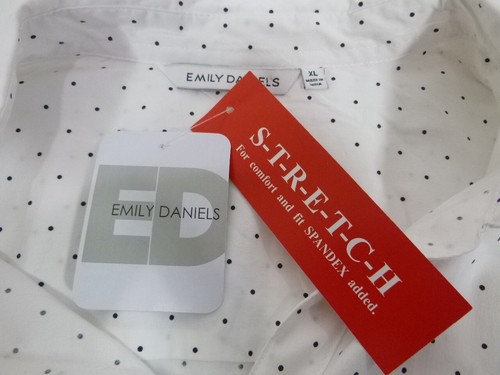 EMILY DANIELS
XL
ED
EMILY DANIELS
S-T-R-E-T-C-H
For comfort and fit SPANDEX added.